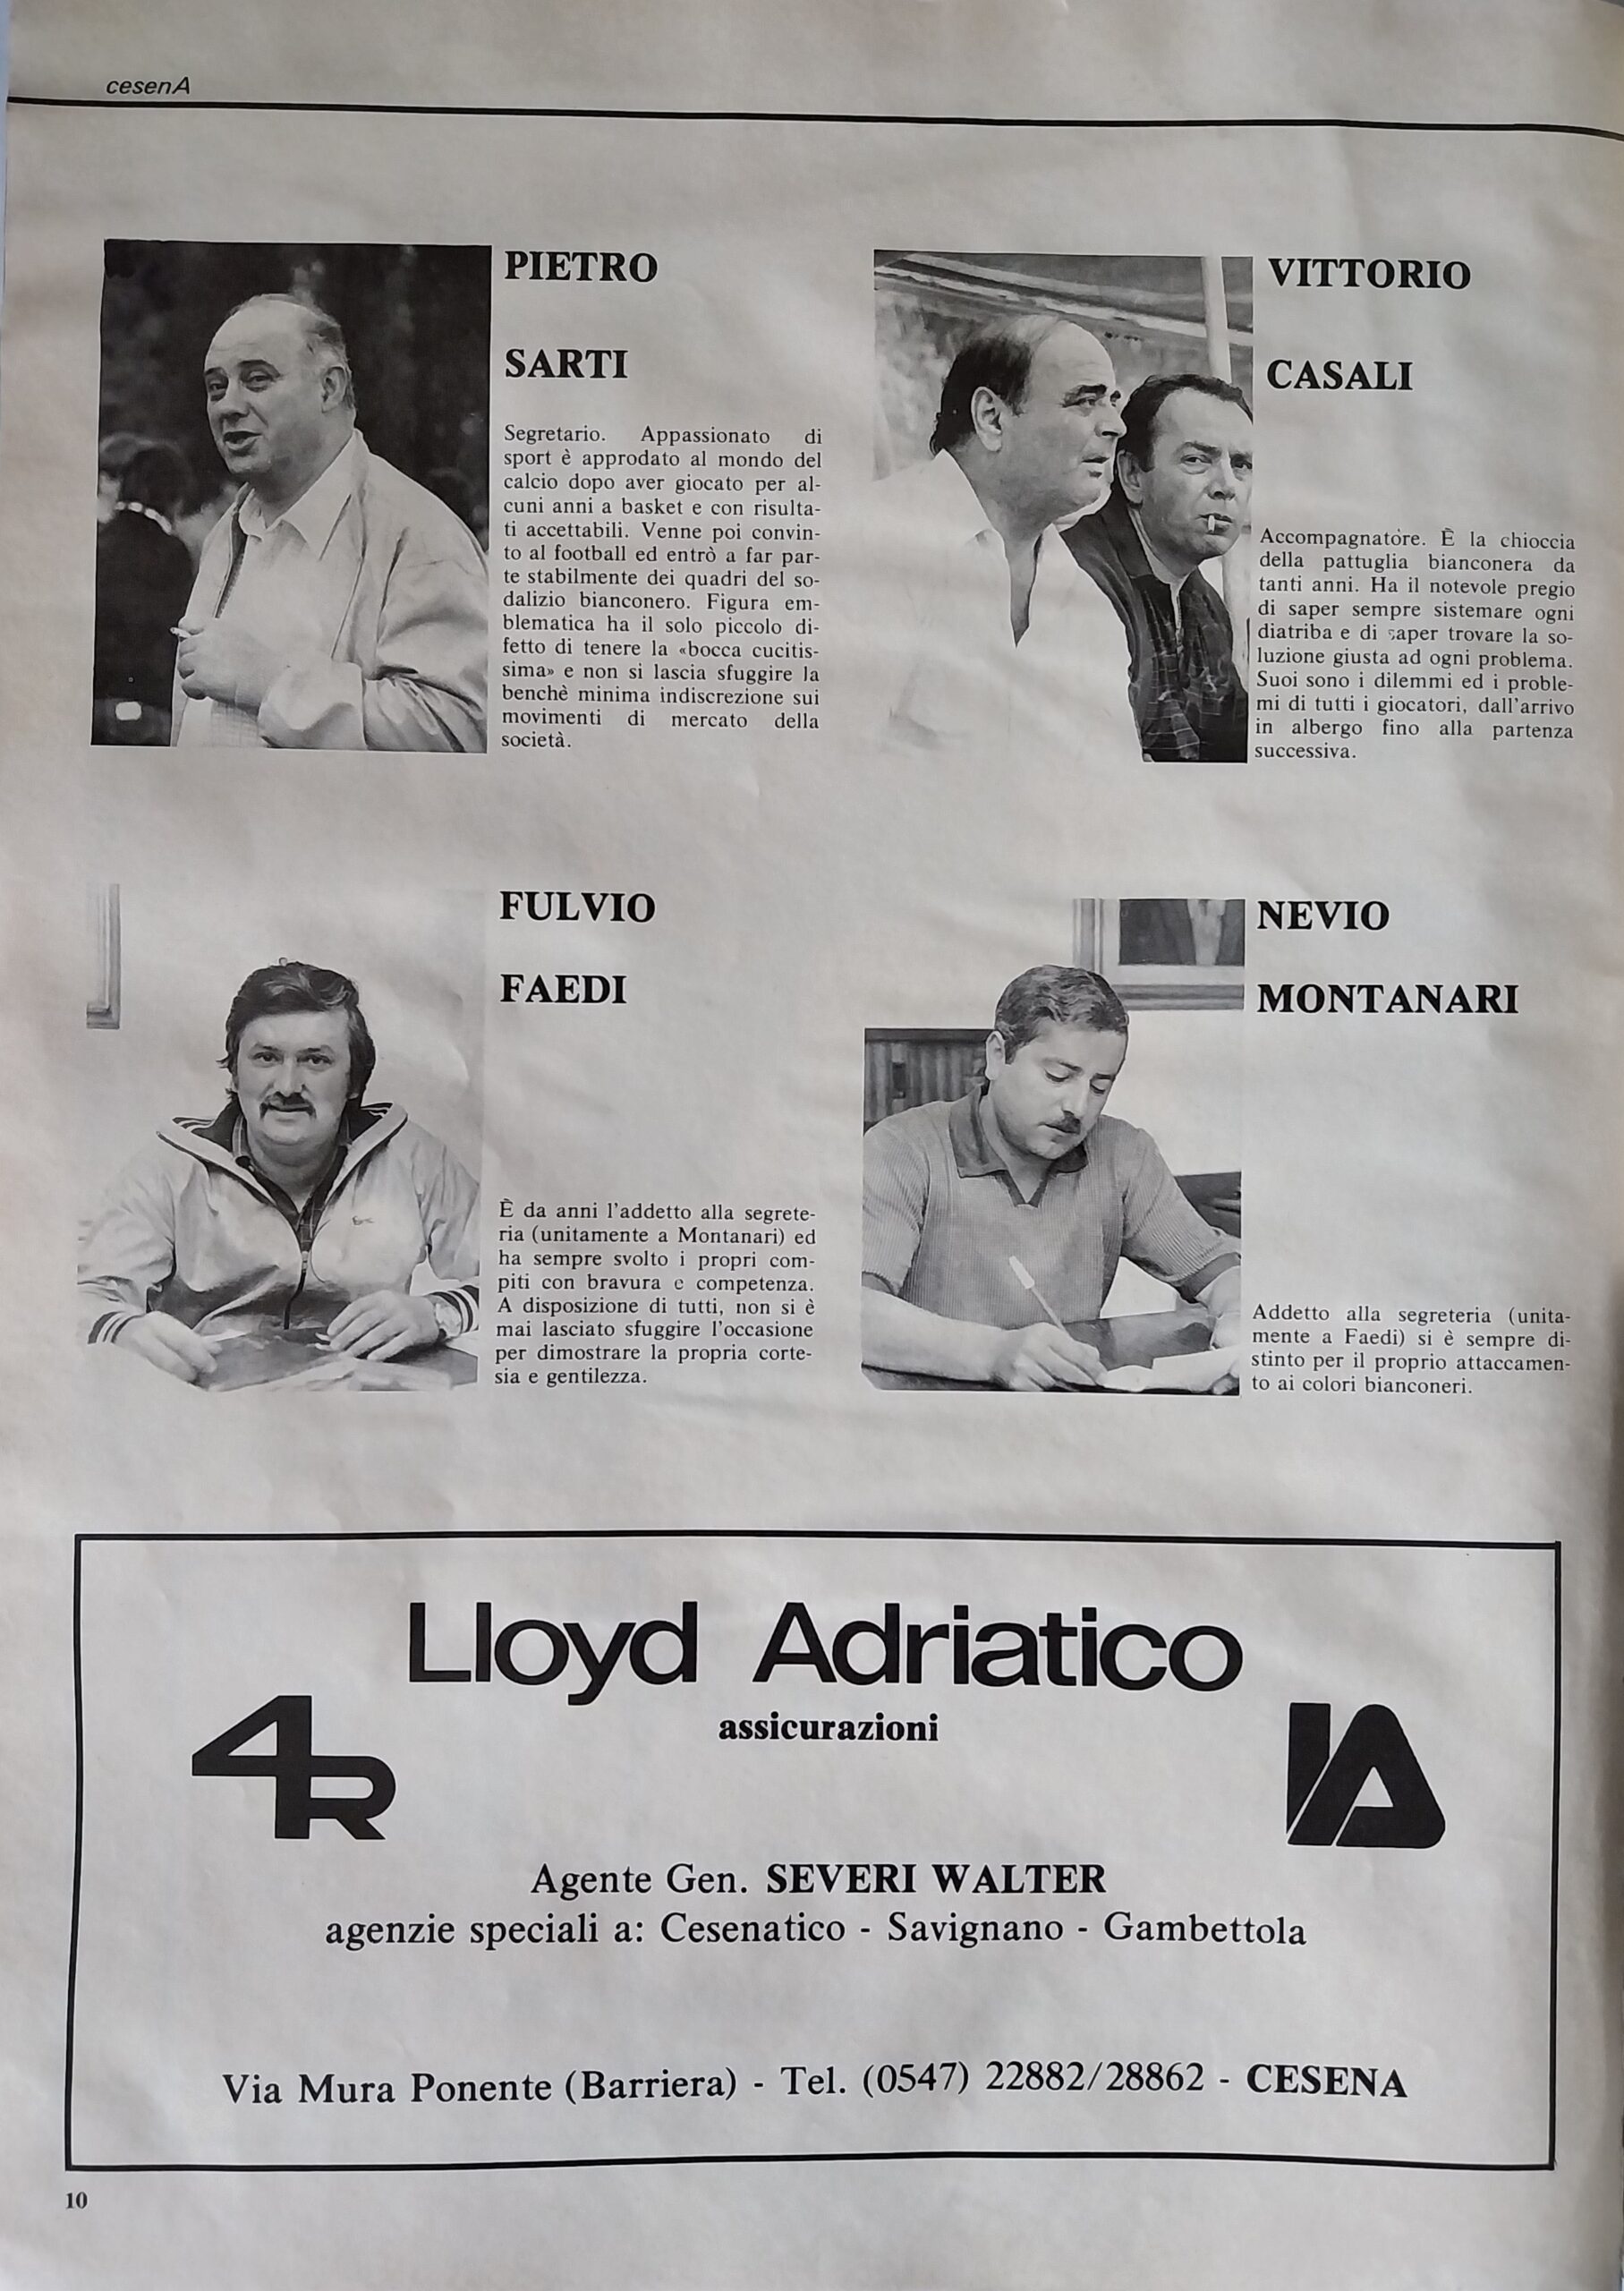 cesenA
PIETRO
SARTI
Segretario. Appassionato di
sport è approdato al mondo del
calcio dopo aver giocato per al-
cuni anni a basket e con risulta-
ti accettabili. Venne poi convin-
to al football ed entrò a far par-
te stabilmente dei quadri del so-
dalizio bianconero. Figura em-
blematica ha il solo piccolo di-
fetto di tenere la «bocca cucitis-
sima» e non si lascia sfuggire la
benchè minima indiscrezione sui
movimenti di mercato della
società.
VITTORIO
CASALI
Accompagnatore. È la chioccia
della pattuglia bianconera da
tanti anni. Ha il notevole pregio
di saper sempre sistemare ogni
diatriba e di saper trovare la so-
luzione giusta ad ogni problema.
Suoi sono i dilemmi ed i proble-
mi di tutti i giocatori, dall'arrivo
in albergo fino alla partenza
successiva.
FULVIO
FAEDI
È da anni l'addetto alla segrete-
ria (unitamente a Montanari) ed
ha sempre svolto i propri com-
piti con bravura e competenza.
A disposizione di tutti, non si è
mai lasciato sfuggire l'occasione
per dimostrare la propria corte-
sia e gentilezza.
NEVIO
MONTANARI
Addetto alla segreteria (unita-
mente a Faedi) si è sempre di-
stinto per il proprio attaccamen-
to ai colori bianconeri.
Lloyd Adriatico
assicurazioni
4R
Agente Gen. SEVERI WALTER
agenzie speciali a: Cesenatico - Savignano - Gambettola
Via Mura Ponente (Barriera) - Tel. (0547) 22882/28862 - CESENA
10